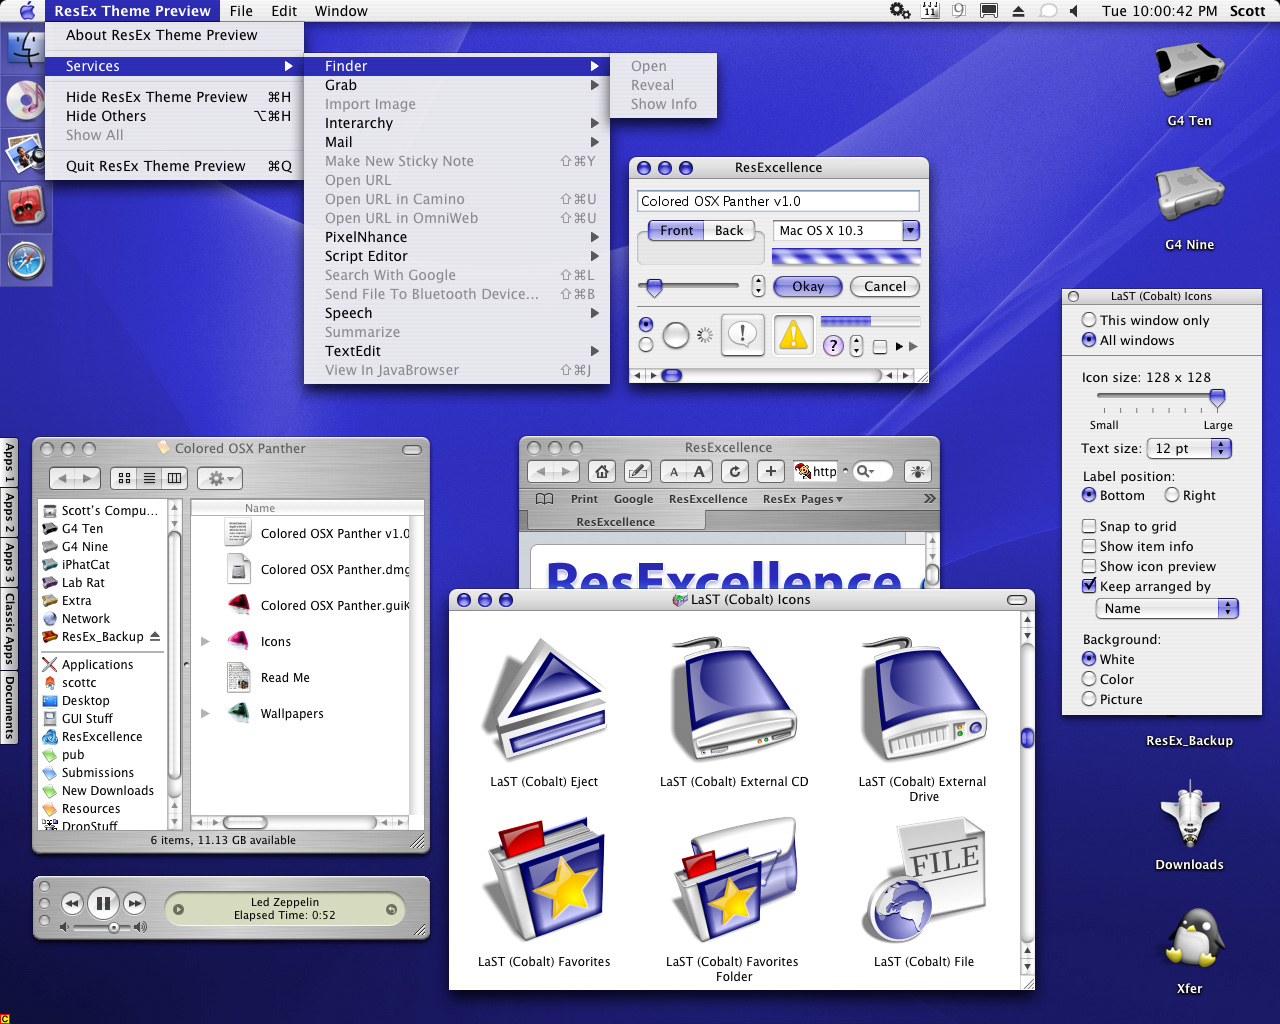 ResEx Theme Preview File Edit Window
11 9 Tue 10:00:42 PM Scott
About ResEx Theme Preview
Services
Hide ResEx Theme Preview ⌘H
Hide Others ⌥⌘H
Show All
Quit ResEx Theme Preview ⌘Q
Finder
Grab
Import Image
Interarchy
Mail
Make New Sticky Note ⇧⌘Y
Open URL
Open URL in Camino ⇧⌘U
Open URL in OmniWeb ⇧⌘U
PixelNhance
Script Editor
Search With Google ⇧⌘L
Send File To Bluetooth Device... ⇧⌘B
Speech
Summarize
TextEdit
View In JavaBrowser ⇧⌘J
Open
Reveal
Show Info
G4 Ten
G4 Nine
ResExcellence
Colored OSX Panther v1.0
Front Back Mac OS X 10.3
Okay Cancel
LaST (Cobalt) Icons
This window only
All windows
Icon size: 128 x 128
Small Large
Text size: 12 pt
Label position:
Bottom Right
Snap to grid
Show item info
Show icon preview
Keep arranged by
Name
Background:
White
Color
Picture
ResEx_Backup
Downloads
Xfer
Apps 1
Apps 2
Apps 3
Classic Apps
Documents
Colored OSX Panther
Name
Scott's Compu...
G4 Ten
G4 Nine
iPhatCat
Lab Rat
Extra
Network
ResEx_Backup
Applications
scottc
Desktop
GUI Stuff
ResExcellence
pub
Submissions
New Downloads
Resources
DropStuff
Colored OSX Panther v1.0
Colored OSX Panther.dmg
Colored OSX Panther.guiK
Icons
Read Me
Wallpapers
6 items, 11.13 GB available
Led Zeppelin
Elapsed Time: 0:52
ResExcellence
A A http
Print Google ResExcellence ResEx Pages
ResExcellence
ResExcellence
LaST (Cobalt) Icons
LaST (Cobalt) Eject
LaST (Cobalt) External CD
LaST (Cobalt) External
Drive
FILE
LaST (Cobalt) Favorites
LaST (Cobalt) Favorites
Folder
LaST (Cobalt) File
C